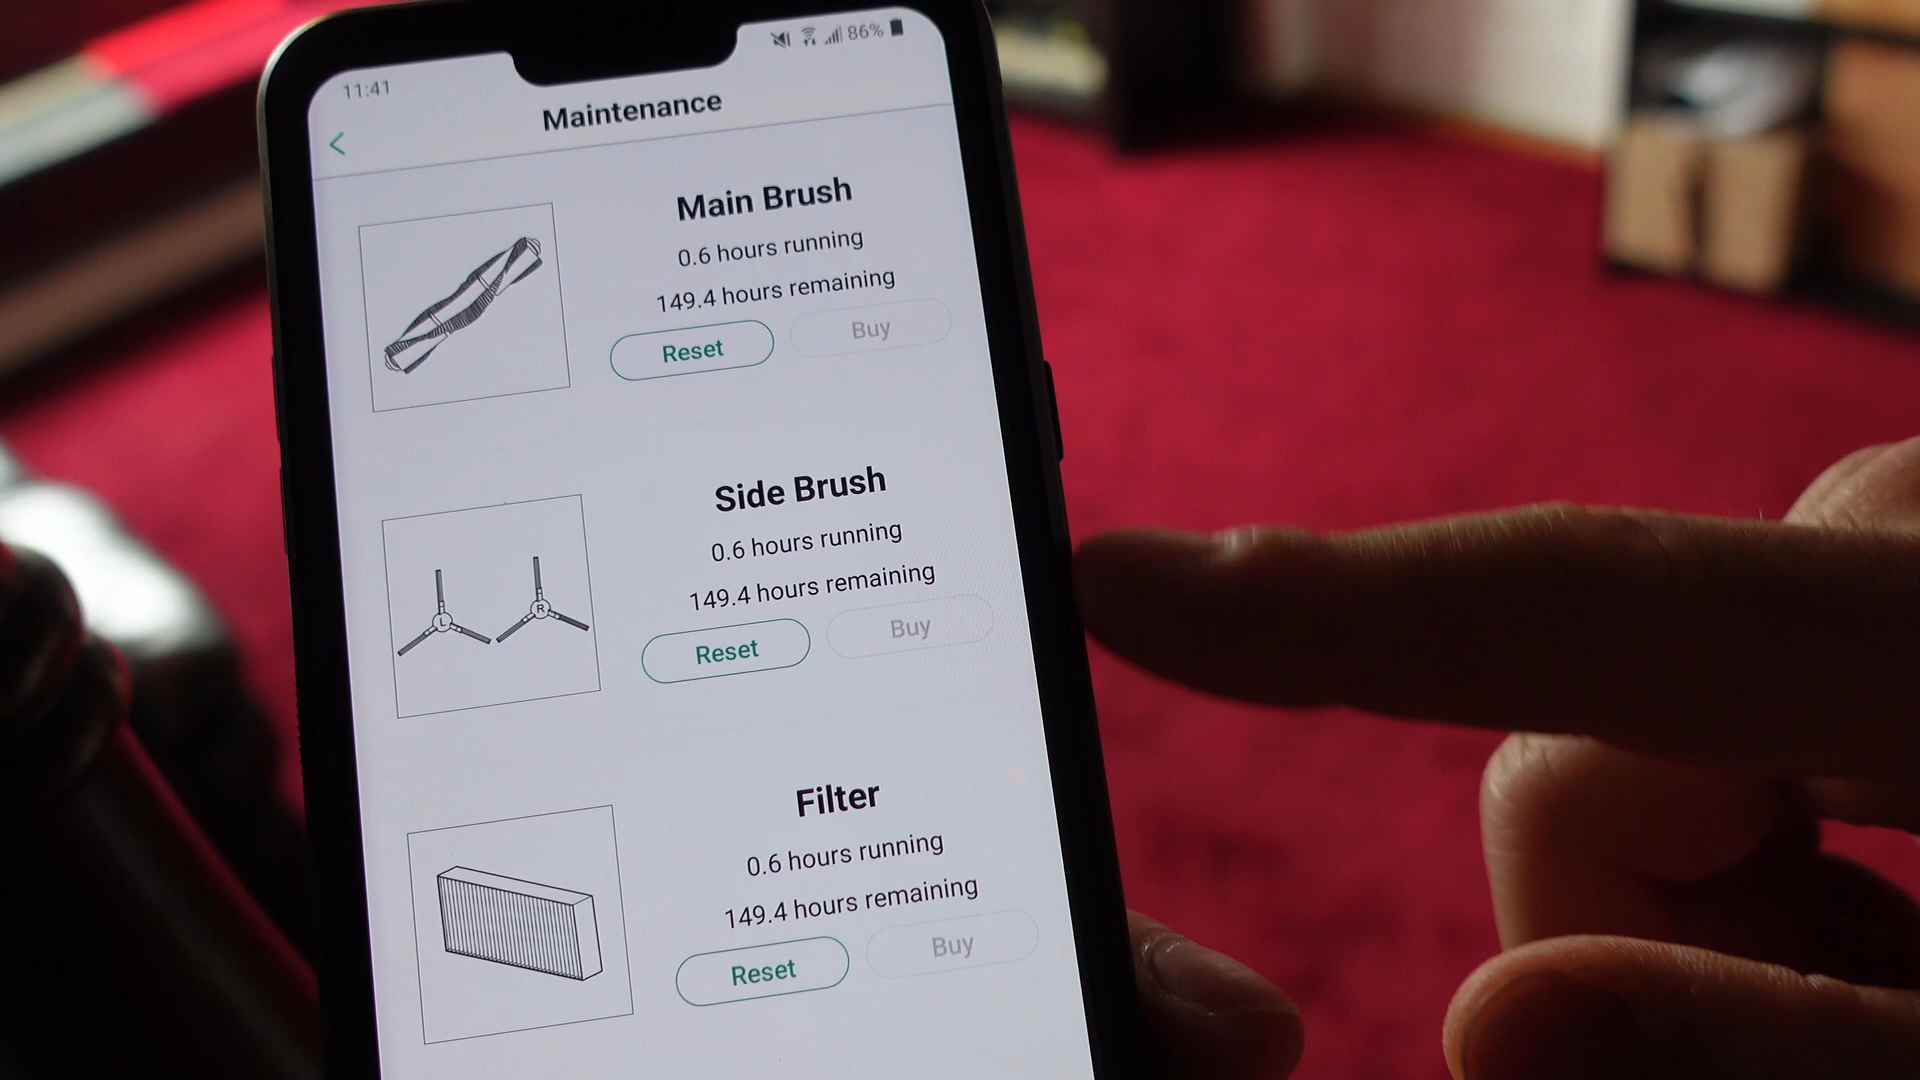 11:41
86%
Maintenance
Main Brush
0.6 hours running
149.4 hours remaining
Reset
Buy
Side Brush
0.6 hours running
149.4 hours remaining
Reset
Buy
L
R
Filter
0.6 hours running
149.4 hours remaining
Reset
Buy